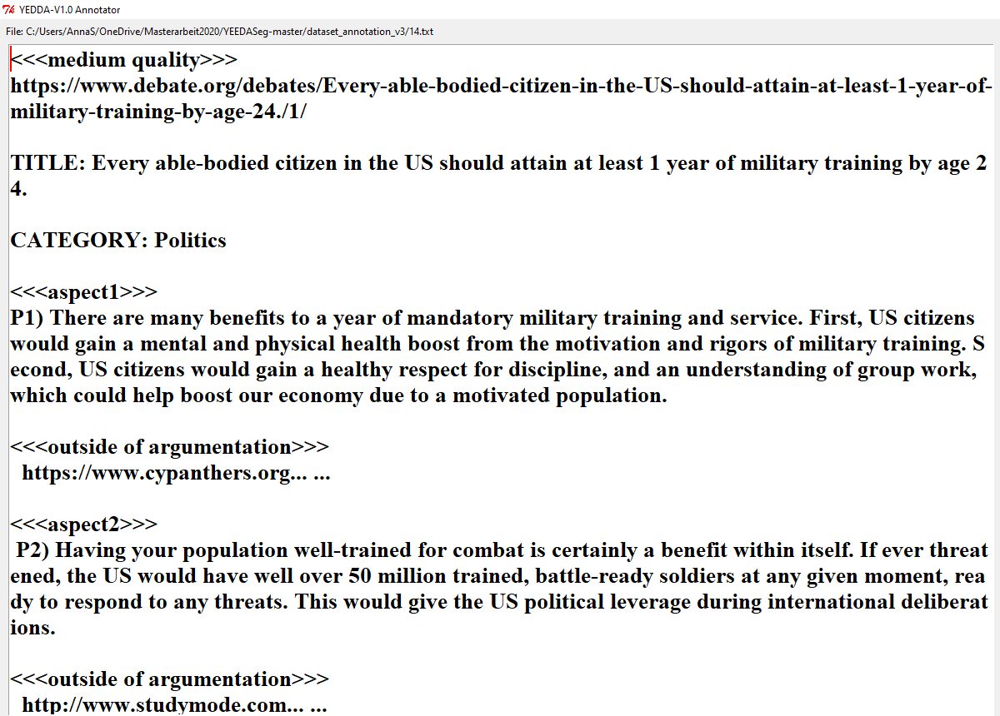 YEDDA-V1.0 Annotator
File: C:/Users/AnnaS/OneDrive/Masterarbeit2020/YEEDASeg-master/dataset_annotation_v3/14.txt
<<<medium quality>>>
https://www.debate.org/debates/Every-able-bodied-citizen-in-the-US-should-attain-at-least-1-year-of-
military-training-by-age-24./1/
TITLE: Every able-bodied citizen in the US should attain at least 1 year of military training by age 2
4.
CATEGORY: Politics
<<<aspect1>>>
P1) There are many benefits to a year of mandatory military training and service. First, US citizens
would gain a mental and physical health boost from the motivation and rigors of military training. S
econd, US citizens would gain a healthy respect for discipline, and an understanding of group work,
which could help boost our economy due to a motivated population.
<<<outside of argumentation>>>
https://www.cypanthers.org... ...
<<<aspect2>>>
P2) Having your population well-trained for combat is certainly a benefit within itself. If ever threat
ened, the US would have well over 50 million trained, battle-ready soldiers at any given moment, rea
dy to respond to any threats. This would give the US political leverage during international deliberat
ions.
<<<outside of argumentation>>>
http://www.studymode.com... ...